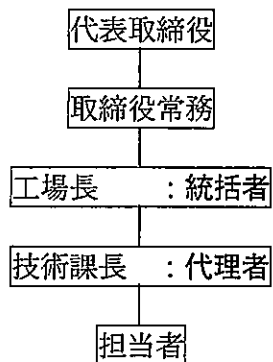 代表取締役
取締役常務
工場長　　：統括者
技術課長　：代理者
担当者